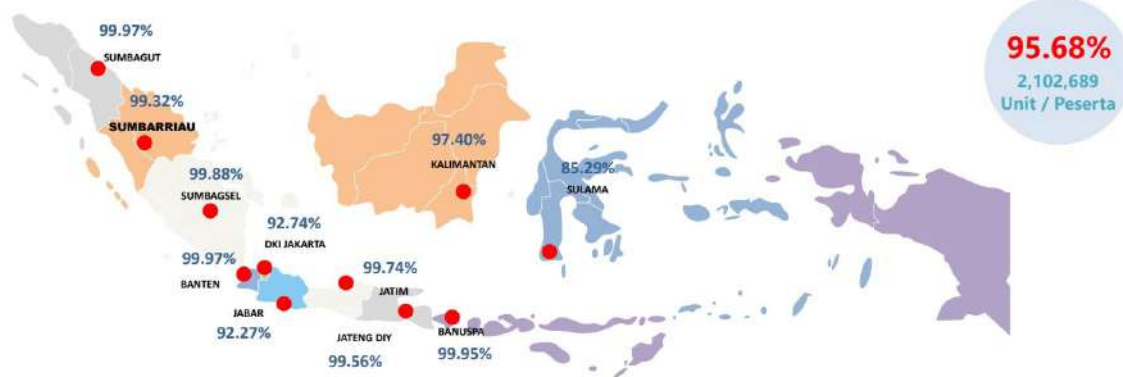 99.97%
SUMBAGUT
99.32%
SUMBARRIAU
99.88%
SUMBAGSEL
97.40%
KALIMANTAN
85.29%
SULAMA
95.68%
2,102,689
Unit / Peserta
92.74%
DKI JAKARTA
99.97%
BANTEN
JABAR
92.27%
99.74%
JATIM
JATENG DIY
99.56%
BANUSPA
99.95%